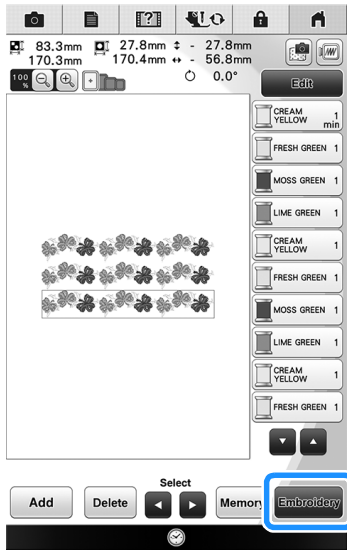 [?]
83.3mm 27.8mm ↕ - 27.8mm
170.3mm 170.4mm ↔ - 56.8mm
0.0°
100 %
Edit
CREAM YELLOW 1 min
FRESH GREEN 1
MOSS GREEN 1
LIME GREEN 1
CREAM YELLOW 1
FRESH GREEN 1
MOSS GREEN 1
LIME GREEN 1
CREAM YELLOW 1
FRESH GREEN 1
Select
Add Delete Memory Embroidery